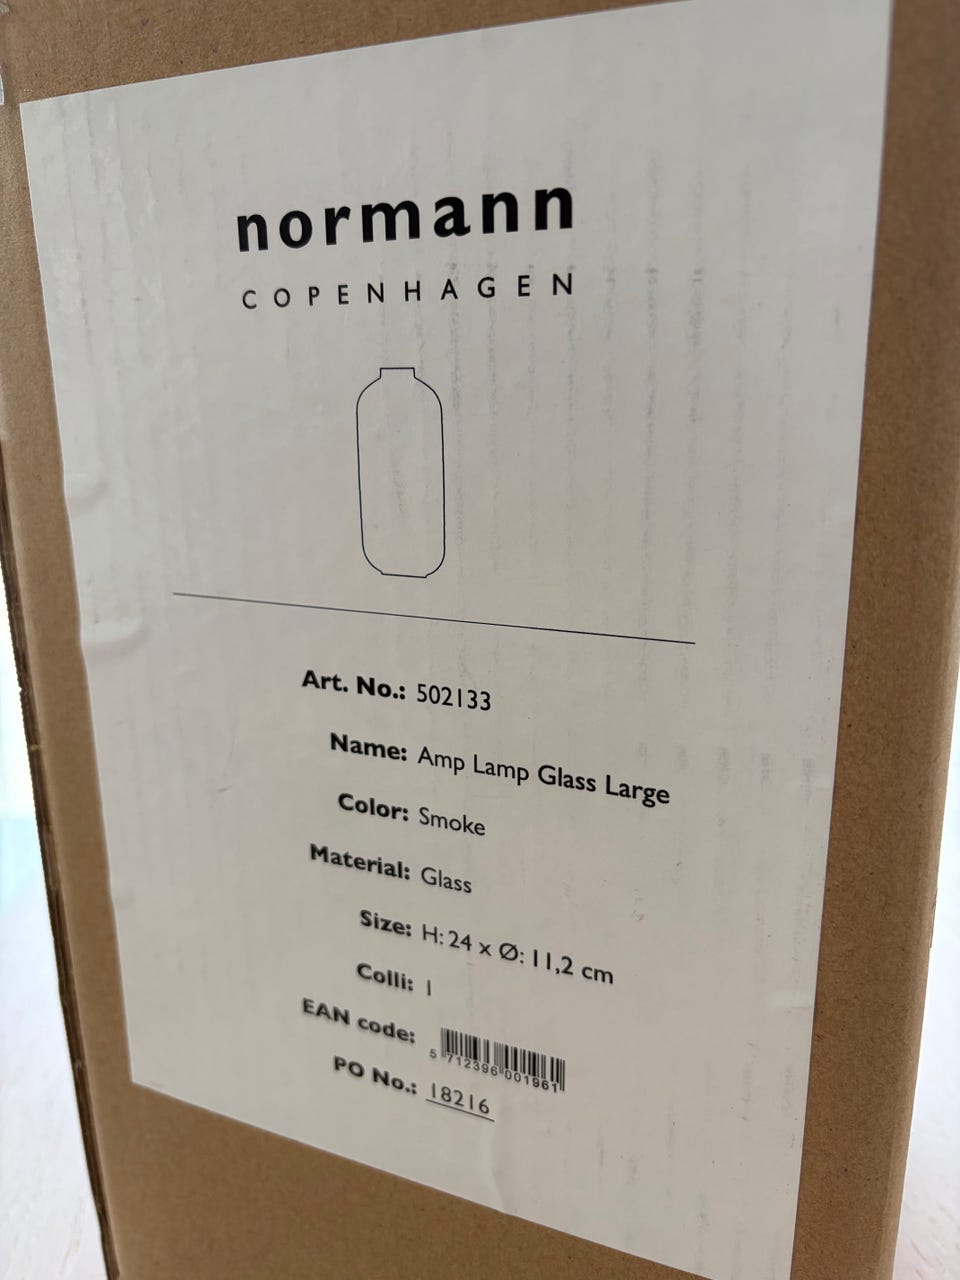 normann
COPENHAGEN
Art. No.: 502133
Name: Amp Lamp Glass Large
Color: Smoke
Material: Glass
Size: H: 24 x Ø: 11,2 cm
Colli: 1
EAN code:
5 712396 001961
PO No.: 18216